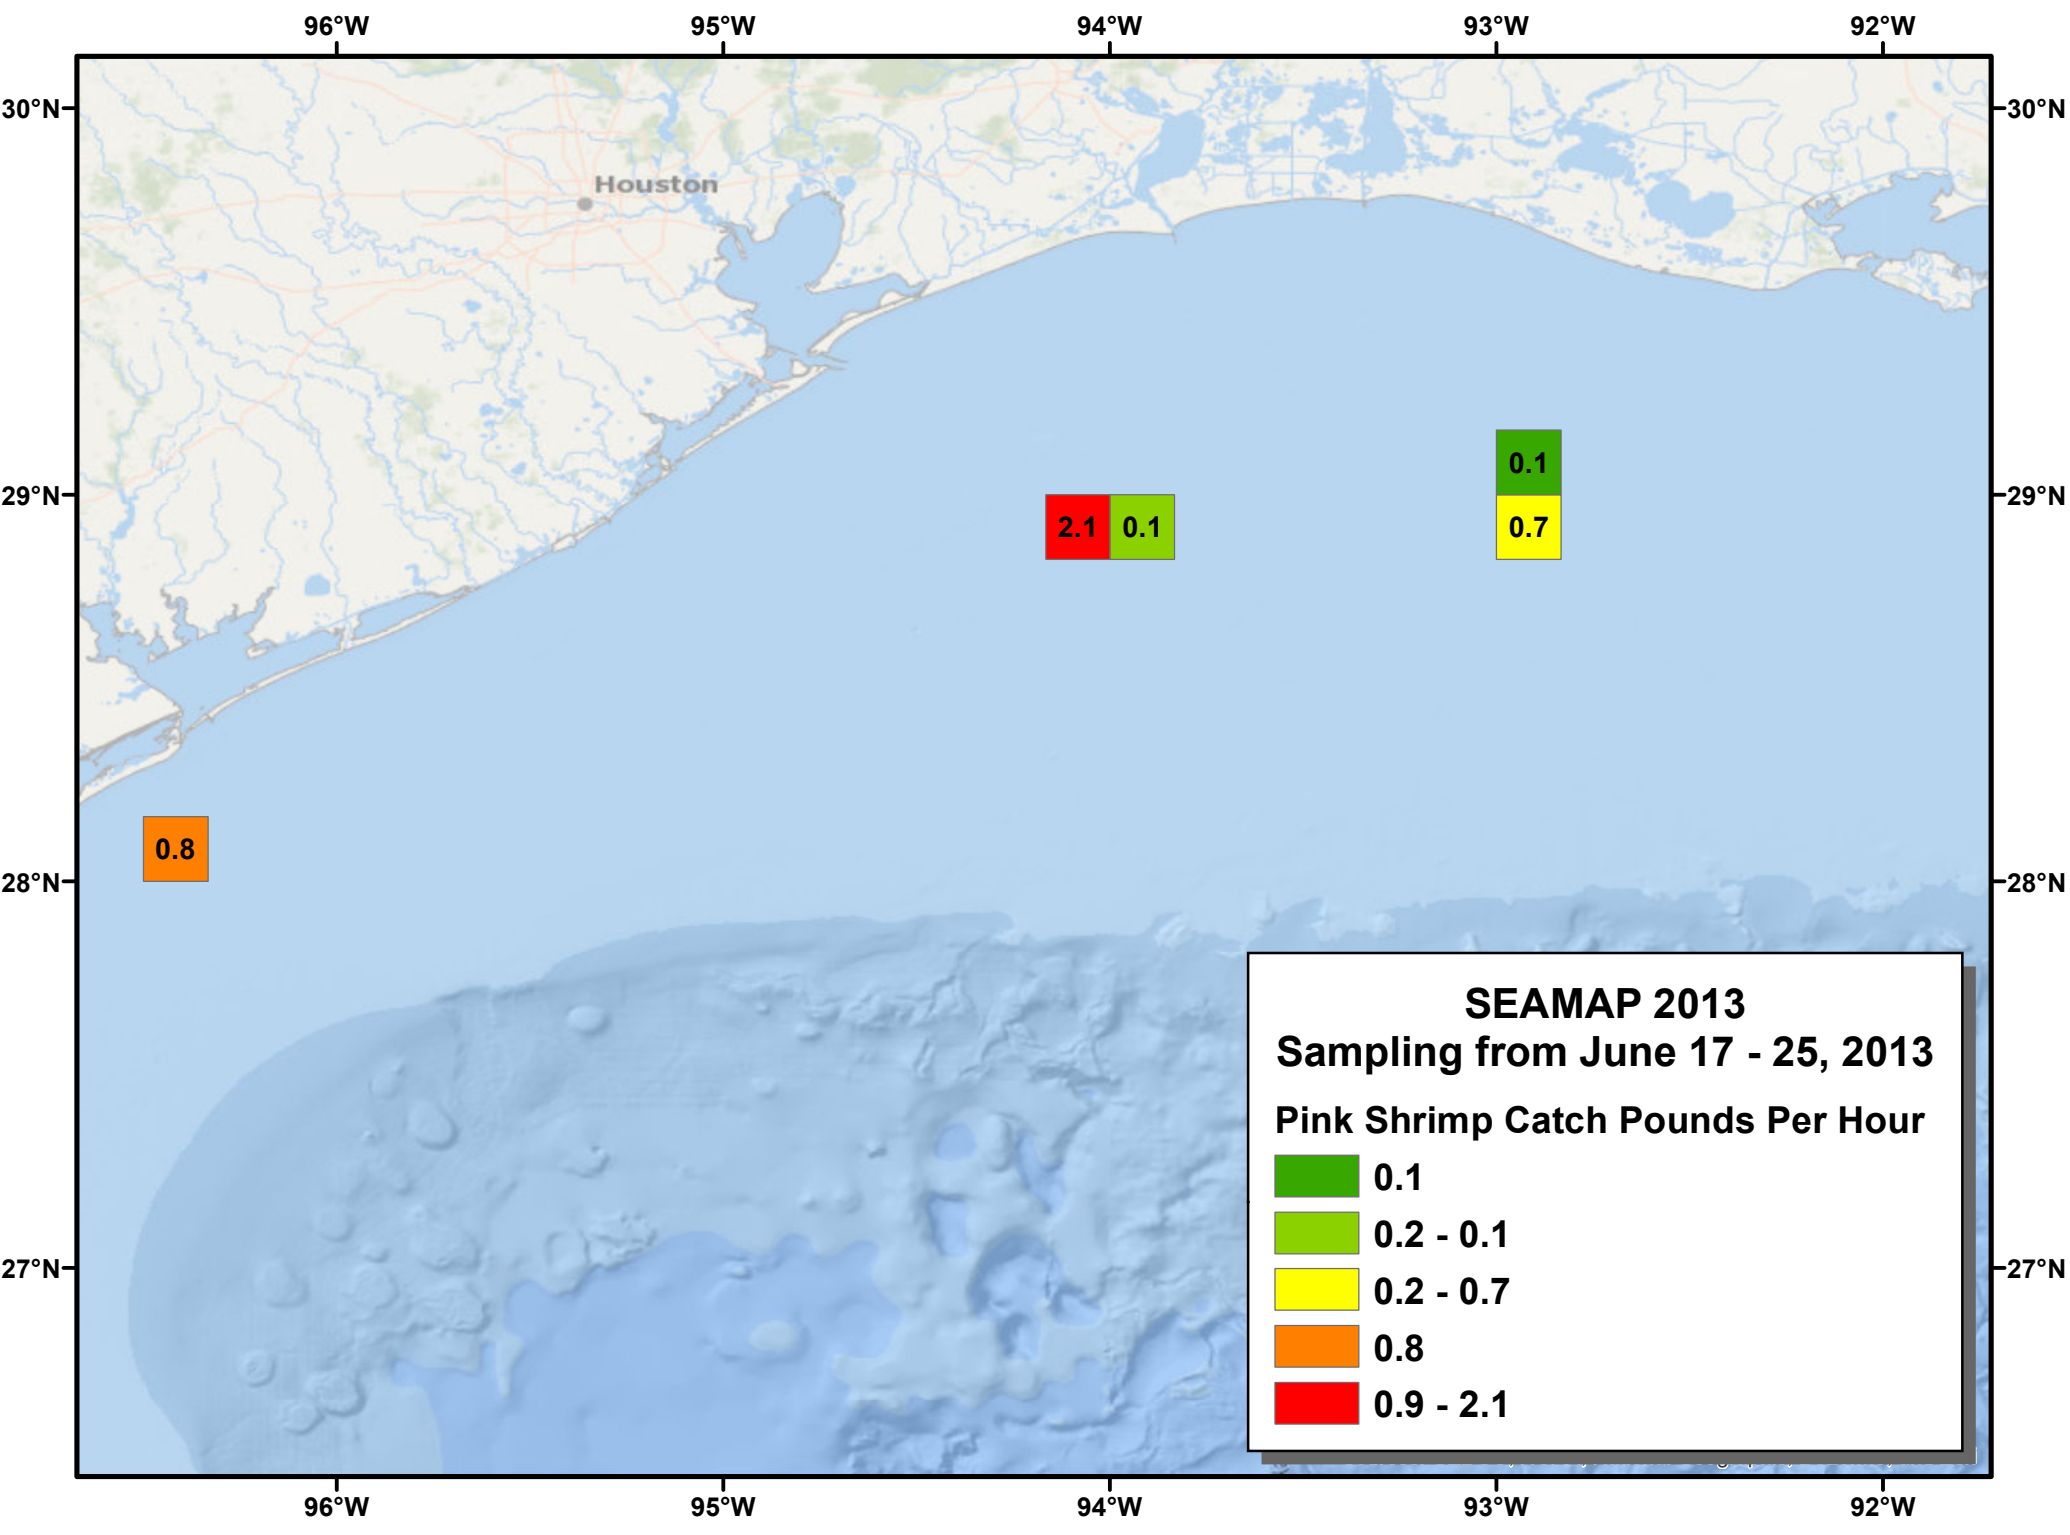 96°W 95°W 94°W 93°W 92°W
30°N 30°N
Houston
0.1
29°N 29°N
2.1 0.1 0.7
0.8
28°N 28°N
SEAMAP 2013
Sampling from June 17 - 25, 2013
Pink Shrimp Catch Pounds Per Hour
0.1
0.2 - 0.1
27°N 27°N
0.2 - 0.7
0.8
0.9 - 2.1
96°W 95°W 94°W 93°W 92°W